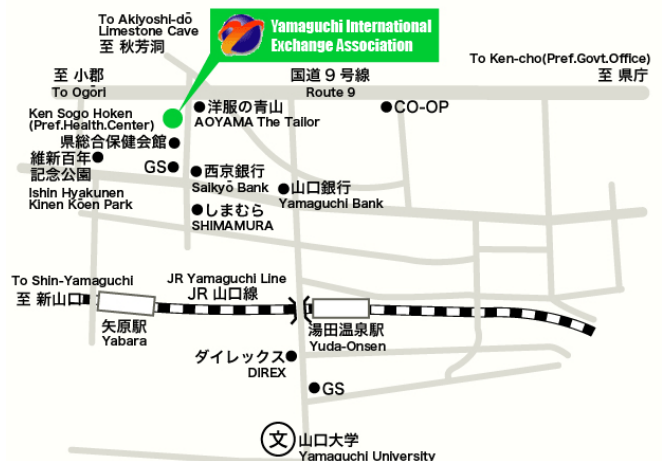 To Akiyoshi-dō
Limestone Cave
至 秋芳洞
Yamaguchi International
Exchange Association
To Ken-cho(Pref.Govt.Office)
至 県庁
至 小郡
To Ogōri
国道9号線
Route 9
Ken Sogo Hoken
(Pref.Health.Center)
県総合保健会館
洋服の青山
AOYAMA The Tailor
CO-OP
維新百年
記念公園
Ishin Hyakunen
Kinen Kōen Park
GS
西京銀行
Saikyō Bank
山口銀行
Yamaguchi Bank
しまむら
SHIMAMURA
To Shin-Yamaguchi
至 新山口
JR Yamaguchi Line
JR 山口線
矢原駅
Yabara
湯田温泉駅
Yuda-Onsen
ダイレックス
DIREX
GS
文
山口大学
Yamaguchi University